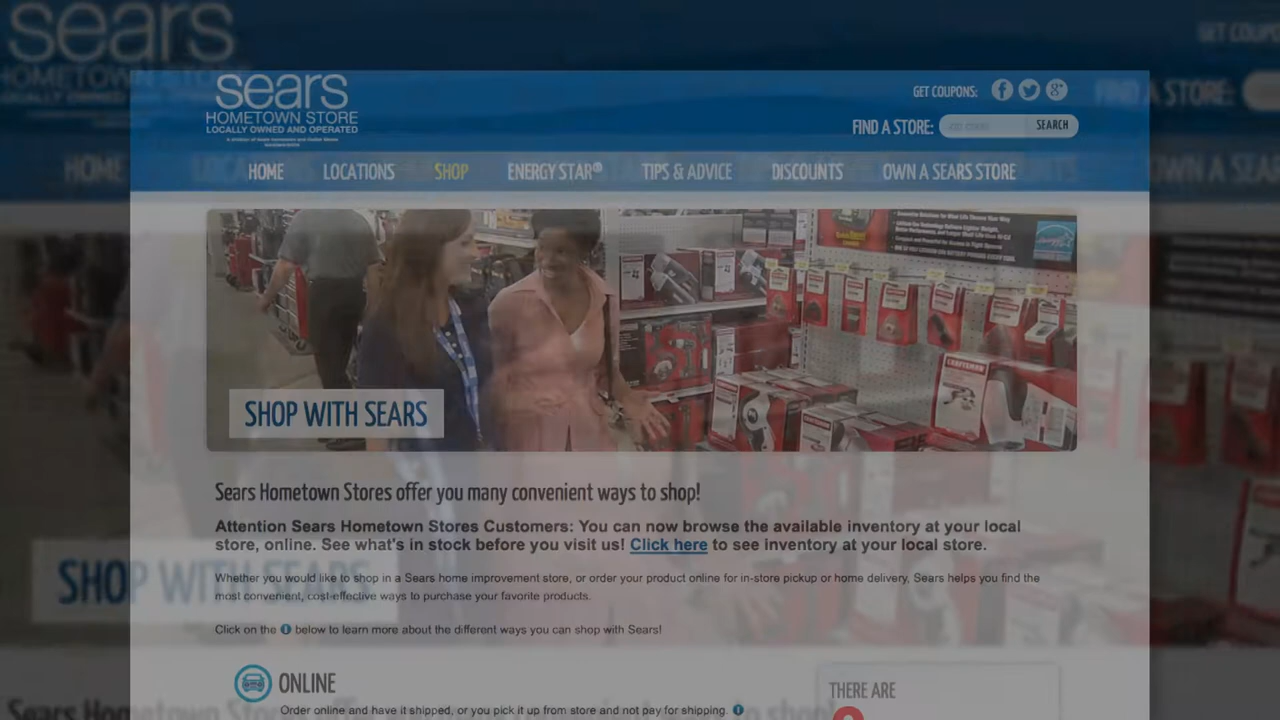 sears
HOMETOWN STORE
LOCALLY OWNED AND OPERATED
GET COUPONS:
FIND A STORE:
SEARCH
HOME LOCATIONS SHOP ENERGY STAR® TIPS & ADVICE DISCOUNTS OWN A SEARS STORE
CRAFTSMAN
SHOP WITH SEARS
Sears Hometown Stores offer you many convenient ways to shop!
Attention Sears Hometown Stores Customers: You can now browse the available inventory at your local
store, online. See what's in stock before you visit us! Click here to see inventory at your local store.
Whether you would like to shop in a Sears home improvement store, or order your product online for in-store pickup or home delivery, Sears helps you find the
most convenient, cost-effective ways to purchase your favorite products.
Click on the below to learn more about the different ways you can shop with Sears!
ONLINE
THERE ARE
Order online and have it shipped, or you pick it up from store and not pay for shipping.